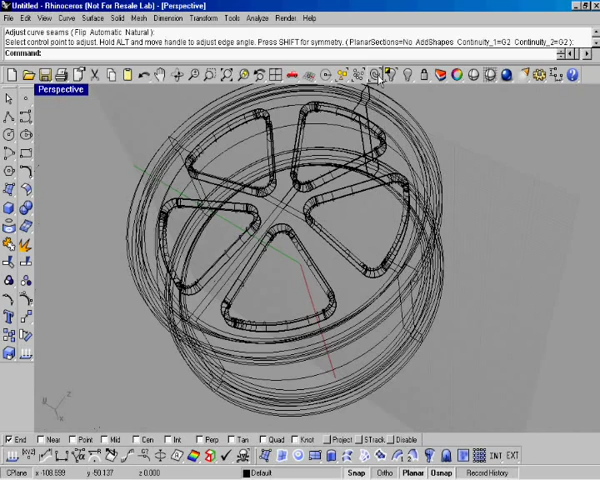 Untitled - Rhinoceros [Not For Resale Lab] - [Perspective]
File Edit View Curve Surface Solid Mesh Dimension Transform Tools Analyze Render Help
Adjust curve seams ( Flip Automatic Natural ):
Select control point to adjust. Hold ALT and move handle to adjust edge angle. Press SHIFT for symmetry. ( PlanarSections=No AddShapes Continuity_1=G2 Continuity_2=G2 ):
Command:
Perspective
z
End Near Point Mid Cen Int Perp Tan Quad Knot Project STrack Disable
INT EXT
CPlane x -108.699 y -50.137 z 0.000 Default Snap Ortho Planar Osnap Record History